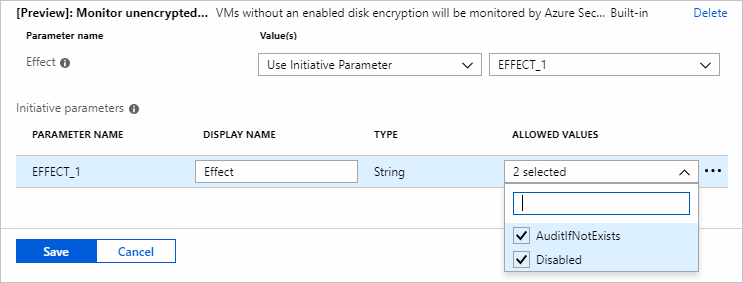 [Preview]: Monitor unencrypted... VMs without an enabled disk encryption will be monitored by Azure Sec... Built-in Delete
Parameter name Value(s)
Effect Use Initiative Parameter EFFECT_1
Initiative parameters
PARAMETER NAME DISPLAY NAME TYPE ALLOWED VALUES
EFFECT_1 Effect String 2 selected
AuditIfNotExists
Disabled
Save Cancel